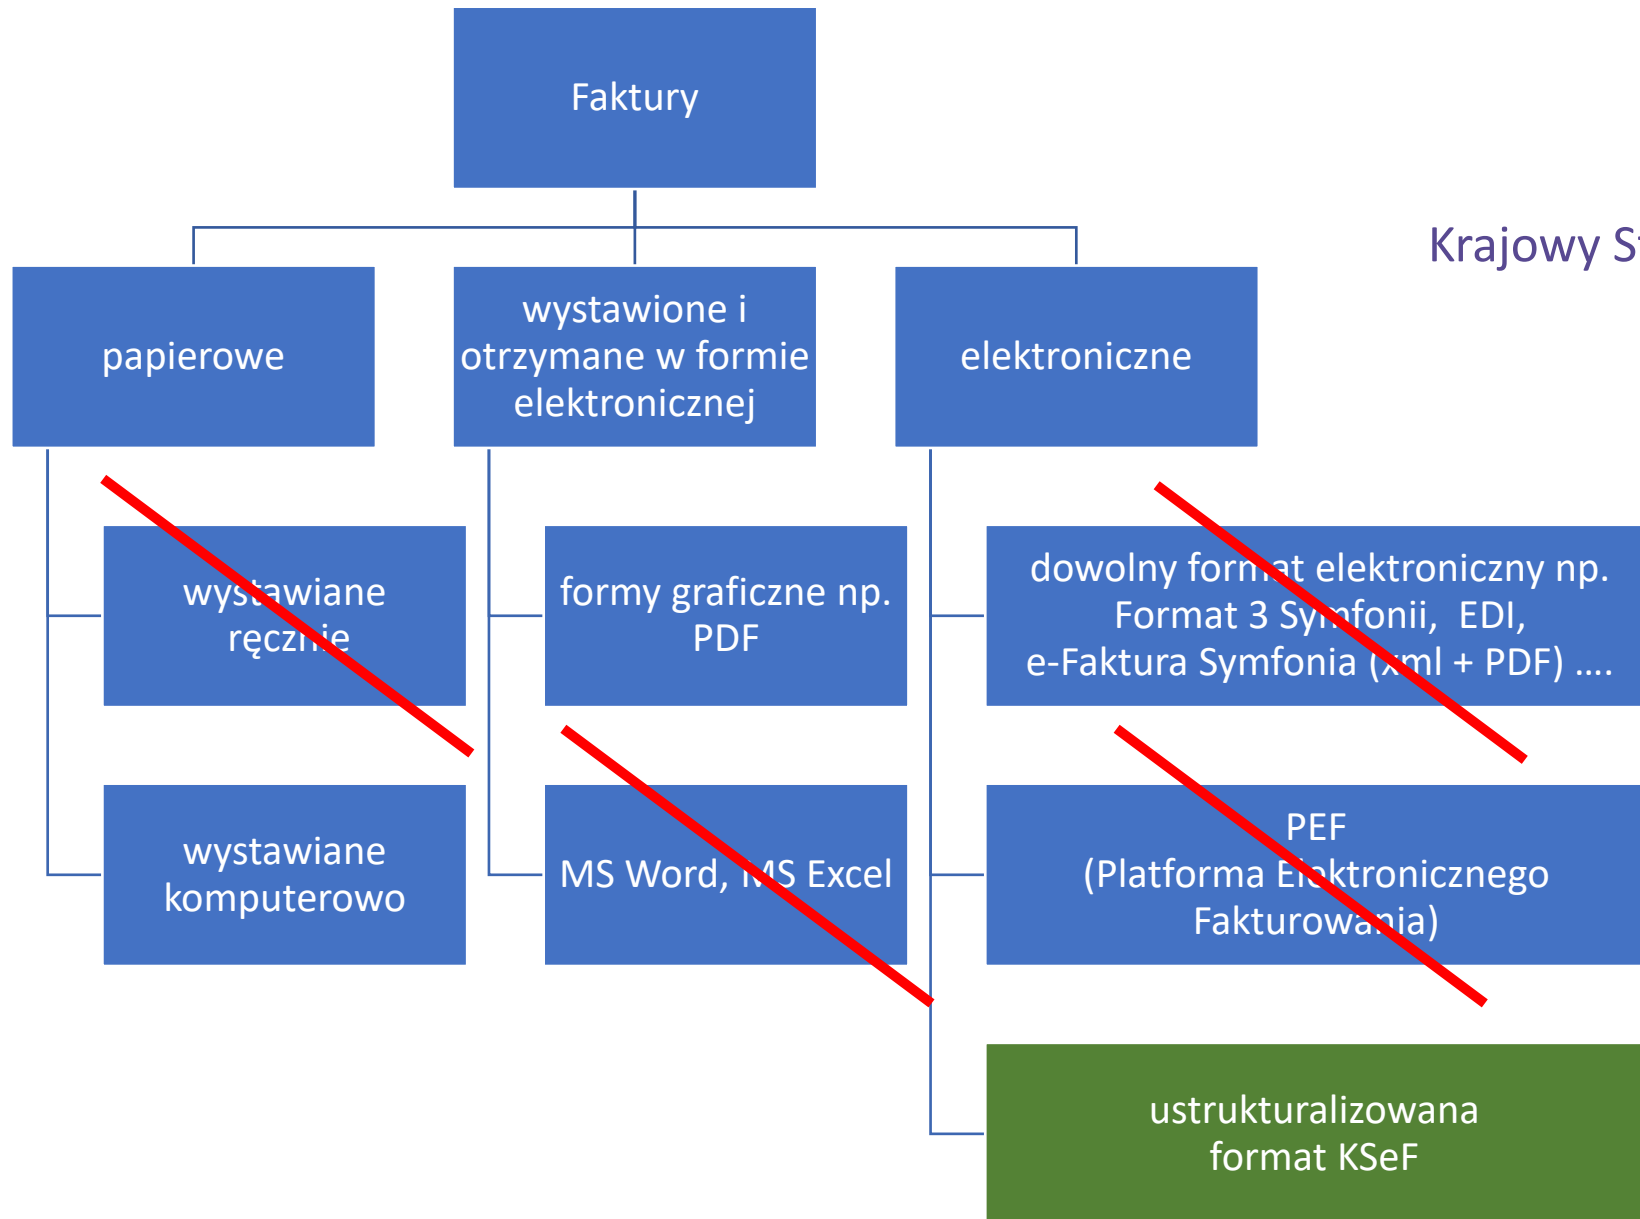 Faktury
Krajowy
papierowe
wystawione i
otrzymane w formie
elektronicznej
elektroniczne
wystawiane
ręcznie
formy graficzne np.
PDF
dowolny format elektroniczny np.
Format 3 Symfonii, EDI,
e-Faktura Symfonia (xml + PDF) ....
wystawiane
komputerowo
MS Word, MS Excel
PEF
(Platforma Elektronicznego
Fakturowania)
ustrukturalizowana
format KSeF